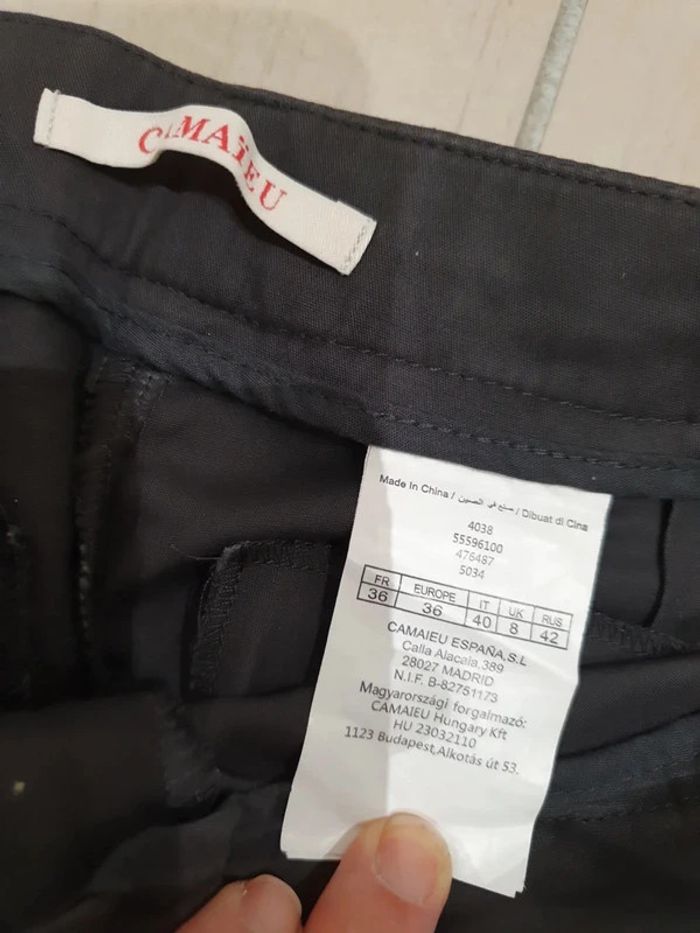 CAMAÏEU
Made In China / صنع في الصين / Dibuat di Cina
4038
55596100
476487
5034
FR EUROPE IT UK RUS
36 36 40 8 42
CAMAIEU ESPAÑA.S.L
Calla Alacala.389
28027 MADRID
N.I.F. B-82751173
Magyarországi forgalmazó:
CAMAIEU Hungary Kft
HU 23032110
1123 Budapest,Alkotás út 53.